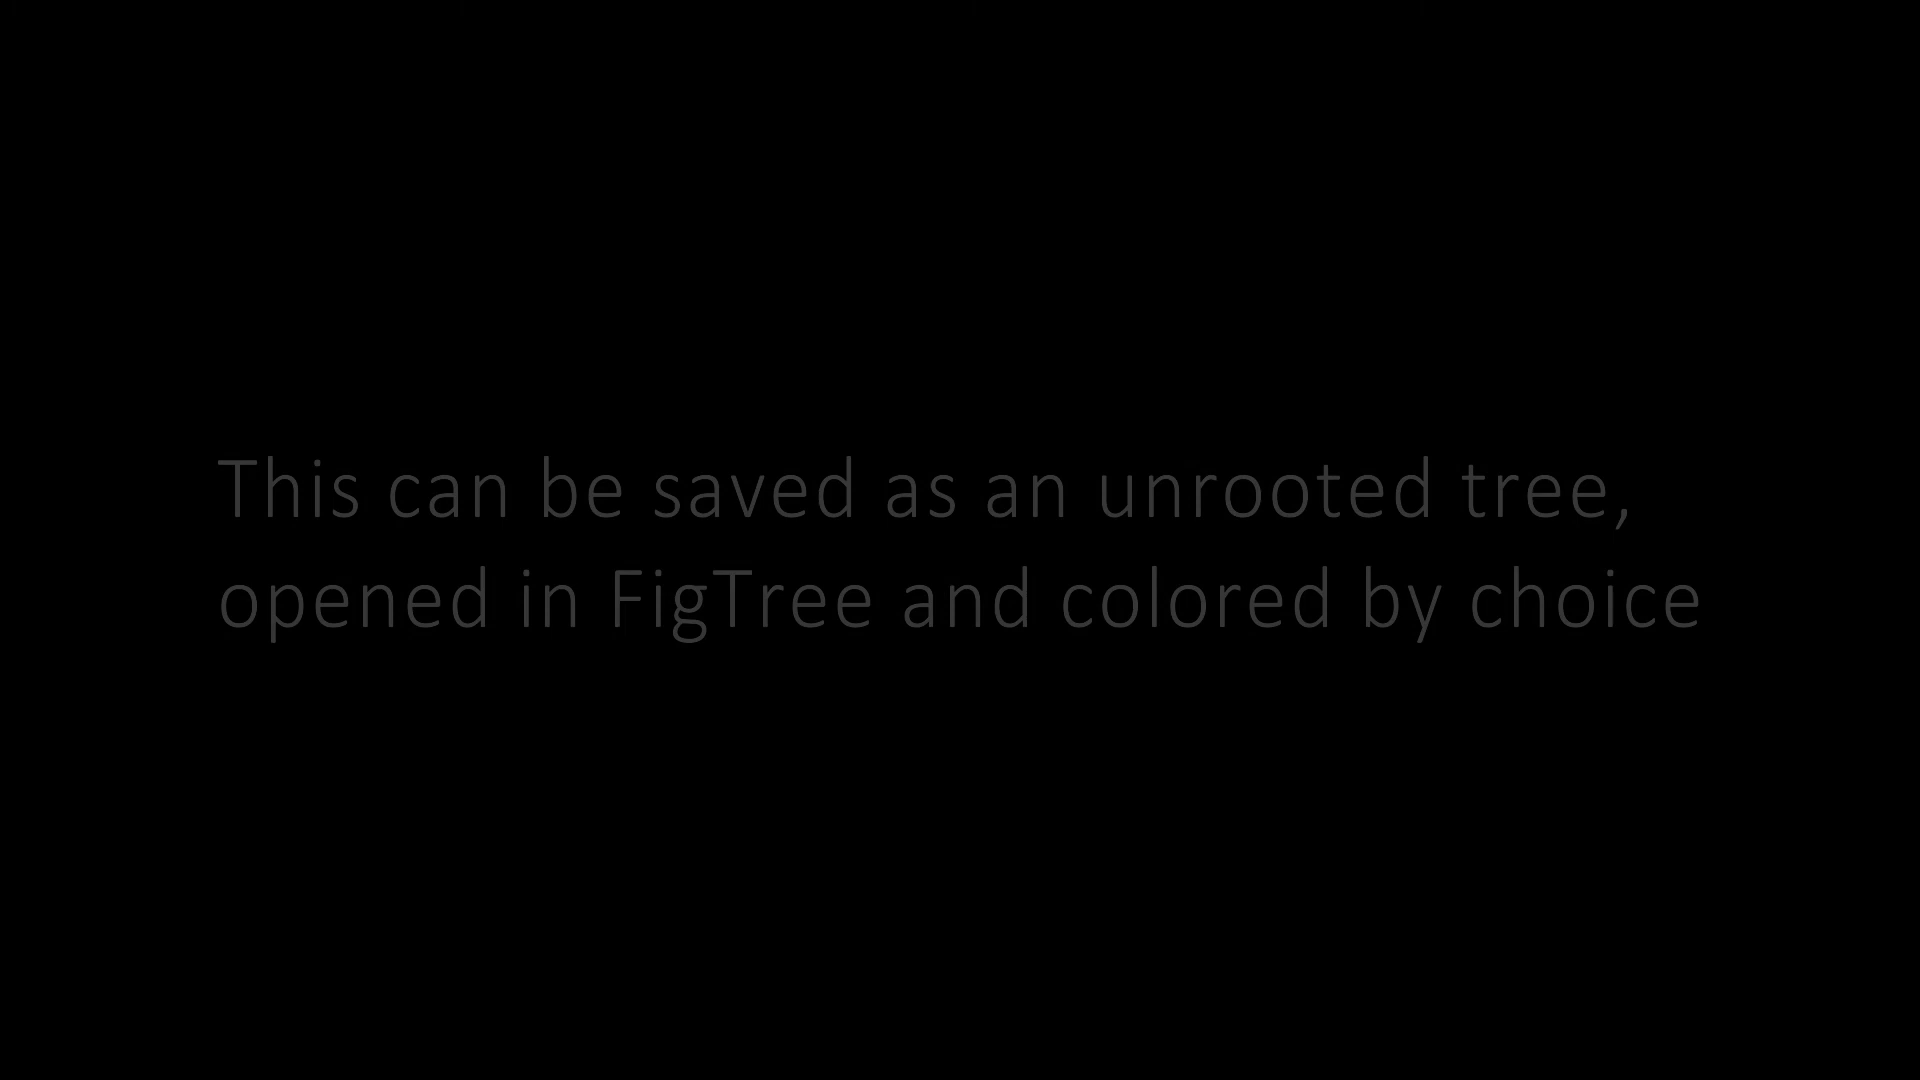 This can be saved as an unrooted tree,
opened in FigTree and colored by choice